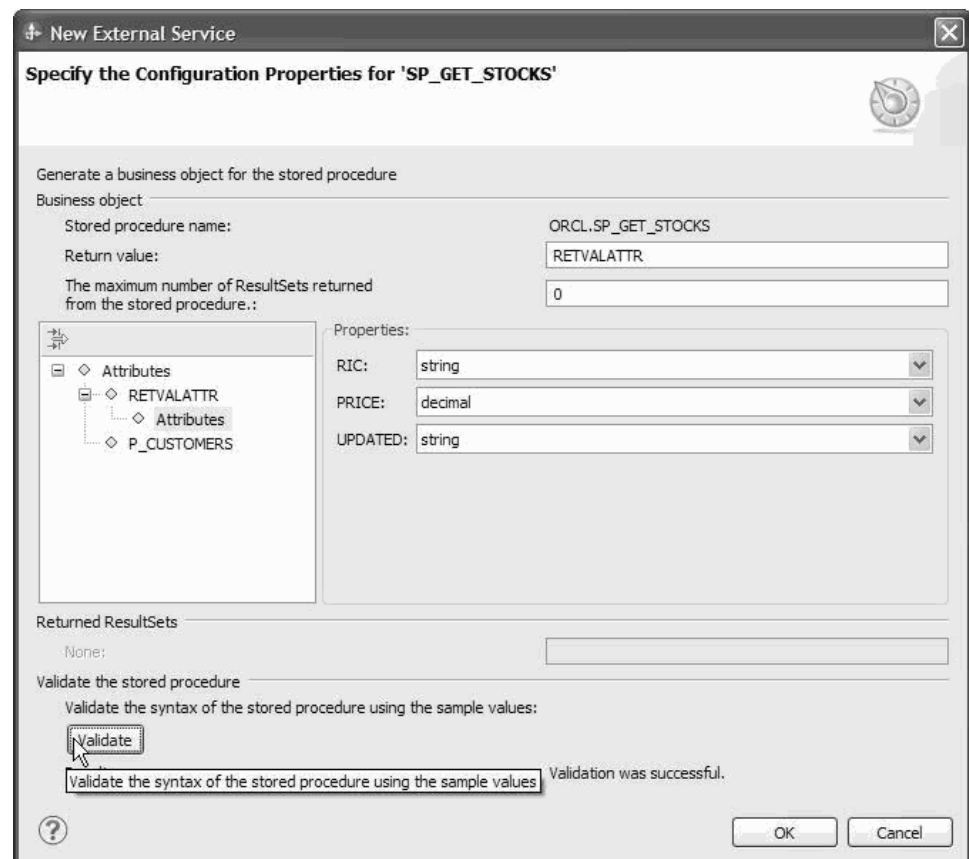 New External Service
Specify the Configuration Properties for 'SP_GET_STOCKS'
Generate a business object for the stored procedure
Business object
Stored procedure name: ORCL.SP_GET_STOCKS
Return value: RETVALATTR
The maximum number of ResultSets returned
from the stored procedure.: 0
Properties:
Attributes
RETVALATTR
Attributes
P_CUSTOMERS
RIC: string
PRICE: decimal
UPDATED: string
Returned ResultSets
None:
Validate the stored procedure
Validate the syntax of the stored procedure using the sample values:
Validate
Validation was successful.
Validate the syntax of the stored procedure using the sample values
OK Cancel